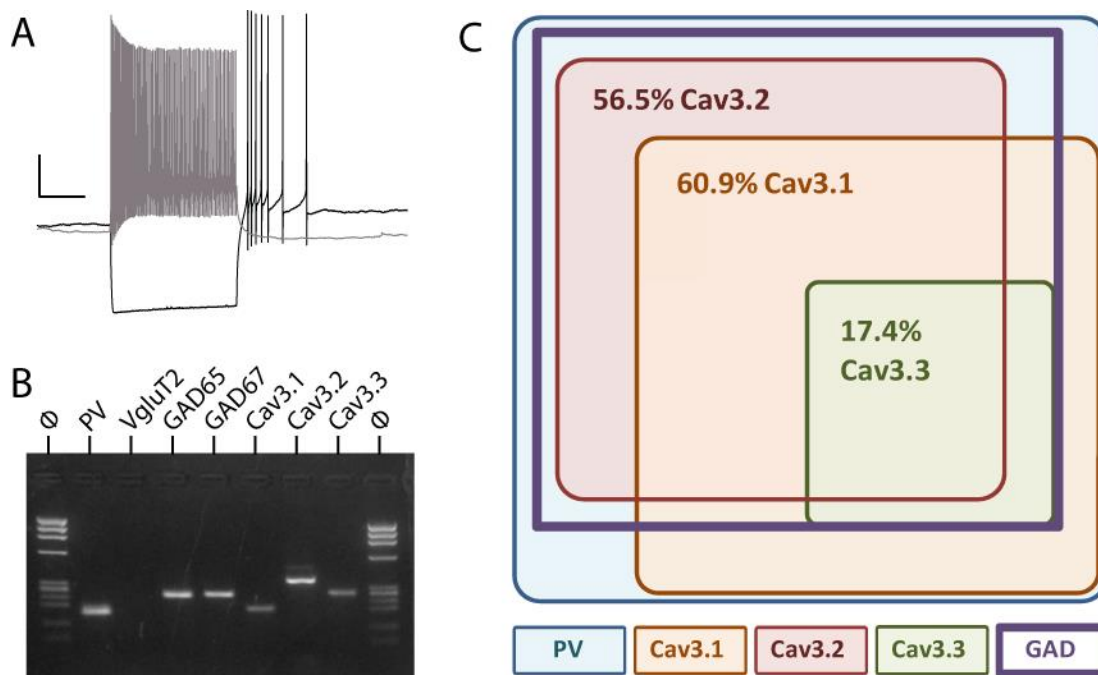 A
B
Φ
PV
VgluT2
GAD65
GAD67
Cav3.1
Cav3.2
Cav3.3
Φ
C
56.5% Cav3.2
60.9% Cav3.1
17.4%
Cav3.3
PV
Cav3.1
Cav3.2
Cav3.3
GAD